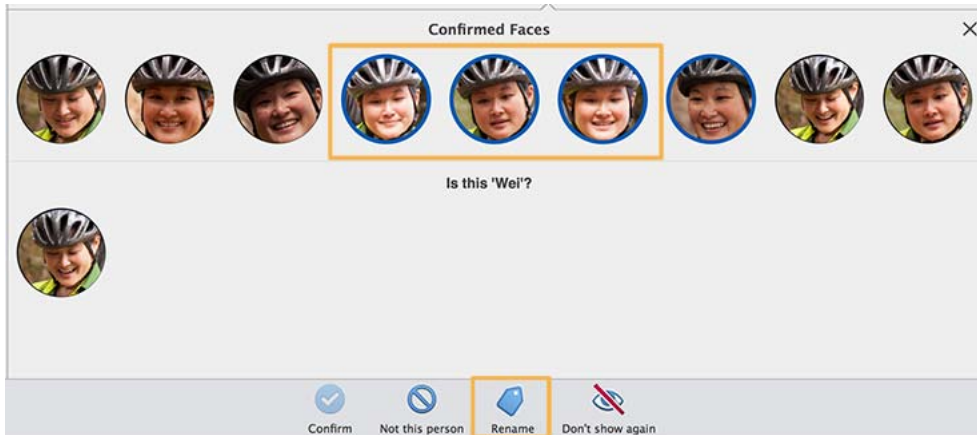 Confirmed Faces
Is this 'Wei'?
Confirm Not this person Rename Don't show again